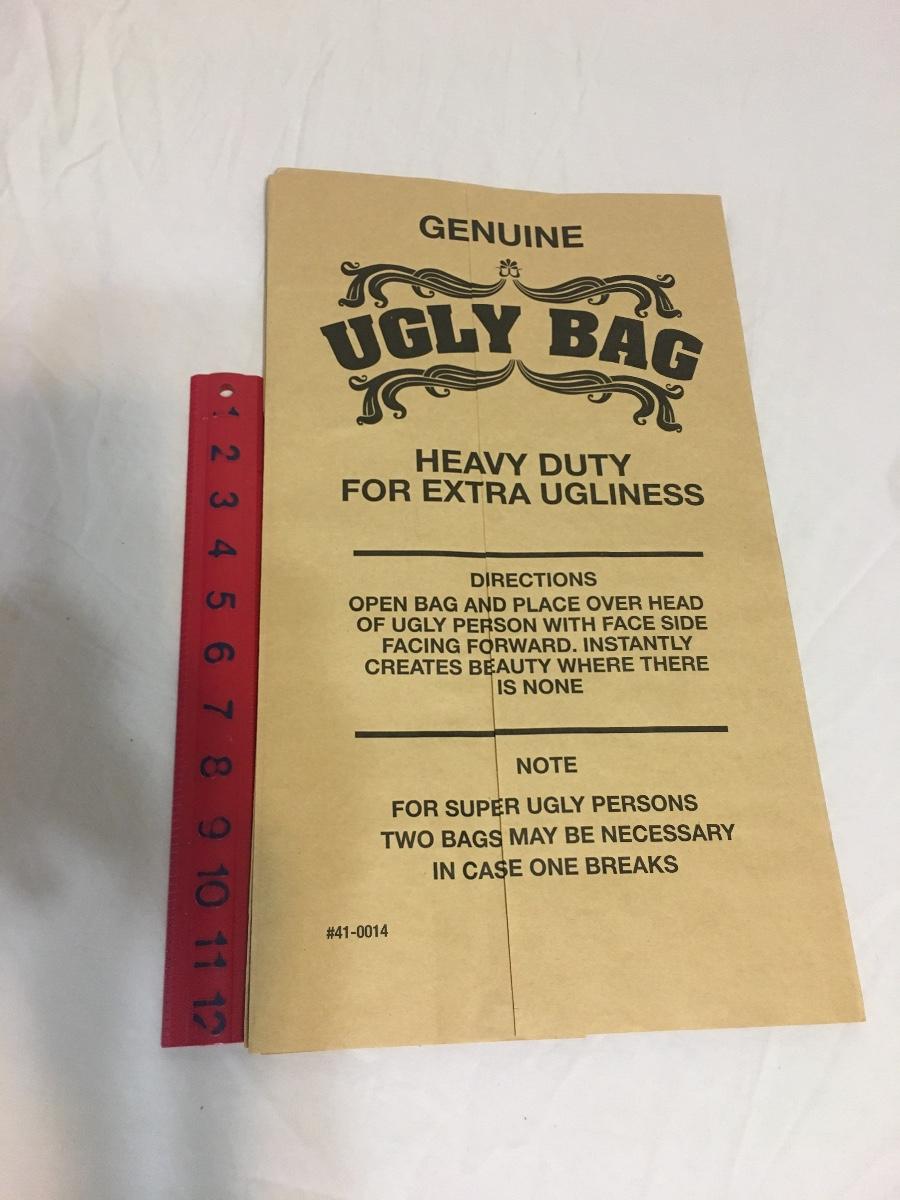 GENUINE
UGLY BAG
HEAVY DUTY
FOR EXTRA UGLINESS
DIRECTIONS
OPEN BAG AND PLACE OVER HEAD
OF UGLY PERSON WITH FACE SIDE
FACING FORWARD. INSTANTLY
CREATES BEAUTY WHERE THERE
IS NONE
NOTE
FOR SUPER UGLY PERSONS
TWO BAGS MAY BE NECESSARY
IN CASE ONE BREAKS
#41-0014
1
2
3
4
5
6
7
8
9
10
11
12